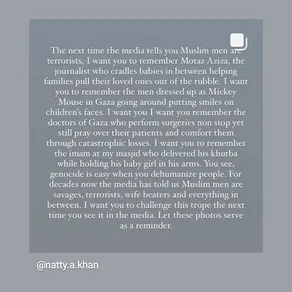 The next time the media tells you Muslim men are
terrorists, I want you to remember Motaz Aziza, the
journalist who cradles babies in between helping
families pull their loved ones out of the rubble. I want
you to remember the men dressed up as Mickey
Mouse in Gaza going around putting smiles on
children's faces. I want you I want you remember the
doctors of Gaza who perform surgeries non stop yet
still pray over their patients and comfort them
through catastrophic losses. I want you to remember
the imam at my masjid who delivered his khutba
while holding his baby girl in his arms. You see,
genocide is easy when you dehumanize people. For
decades now the media has told us Muslim men are
savages, terrorists, wife beaters and everything in
between. I want you to challenge this trope the next
time you see it in the media. Let these photos serve
as a reminder.
@natty.a.khan